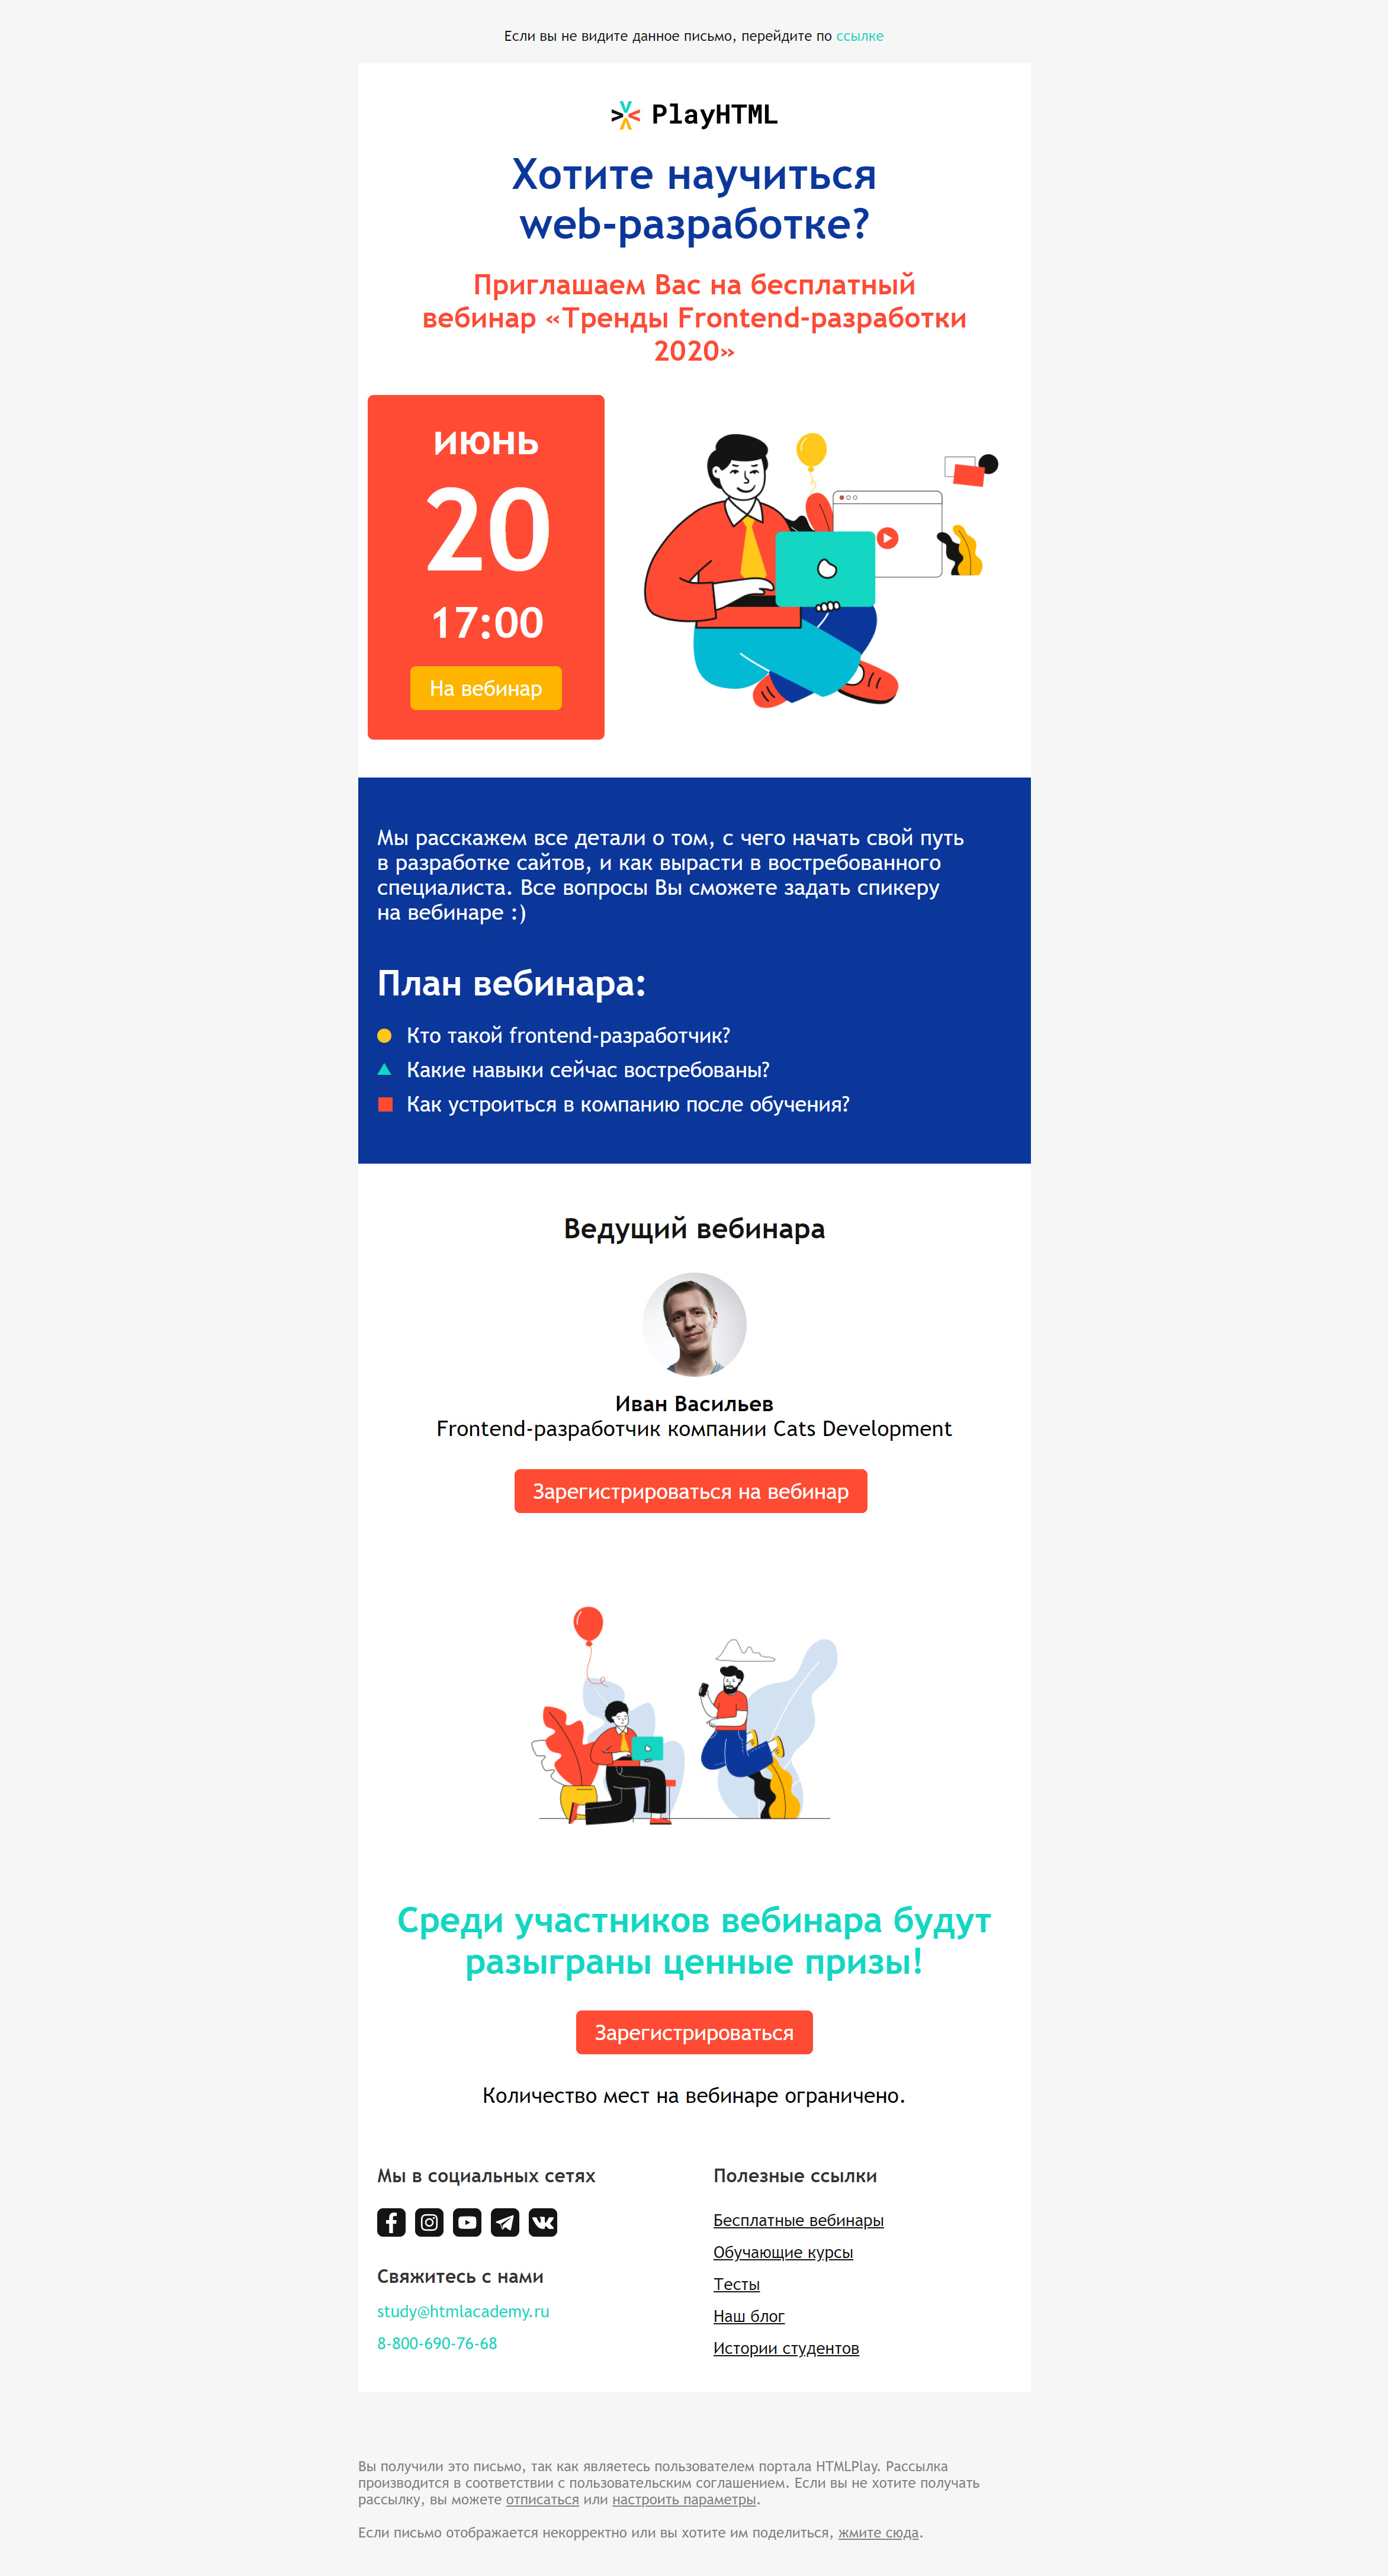 Если вы не видите данное письмо, перейдите по ссылке
PlayHTML
Хотите научиться
web-разработке?
Приглашаем Вас на бесплатный
вебинар «Тренды Frontend-разработки
2020»
июнь
20
17:00
На вебинар
Мы расскажем все детали о том, с чего начать свой путь
в разработке сайтов, и как вырасти в востребованного
специалиста. Все вопросы Вы сможете задать спикеру
на вебинаре :)
План вебинара:
Кто такой frontend-разработчик?
Какие навыки сейчас востребованы?
Как устроиться в компанию после обучения?
Ведущий вебинара
Иван Васильев
Frontend-разработчик компании Cats Development
Зарегистрироваться на вебинар
Среди участников вебинара будут
разыграны ценные призы!
Зарегистрироваться
Количество мест на вебинаре ограничено.
Мы в социальных сетях
Свяжитесь с нами
study@htmlacademy.ru
8-800-690-76-68
Полезные ссылки
Бесплатные вебинары
Обучающие курсы
Тесты
Наш блог
Истории студентов
Вы получили это письмо, так как являетесь пользователем портала HTMLPlay. Рассылка
производится в соответствии с пользовательским соглашением. Если вы не хотите получать
рассылку, вы можете отписаться или настроить параметры.
Если письмо отображается некорректно или вы хотите им поделиться, жмите сюда.